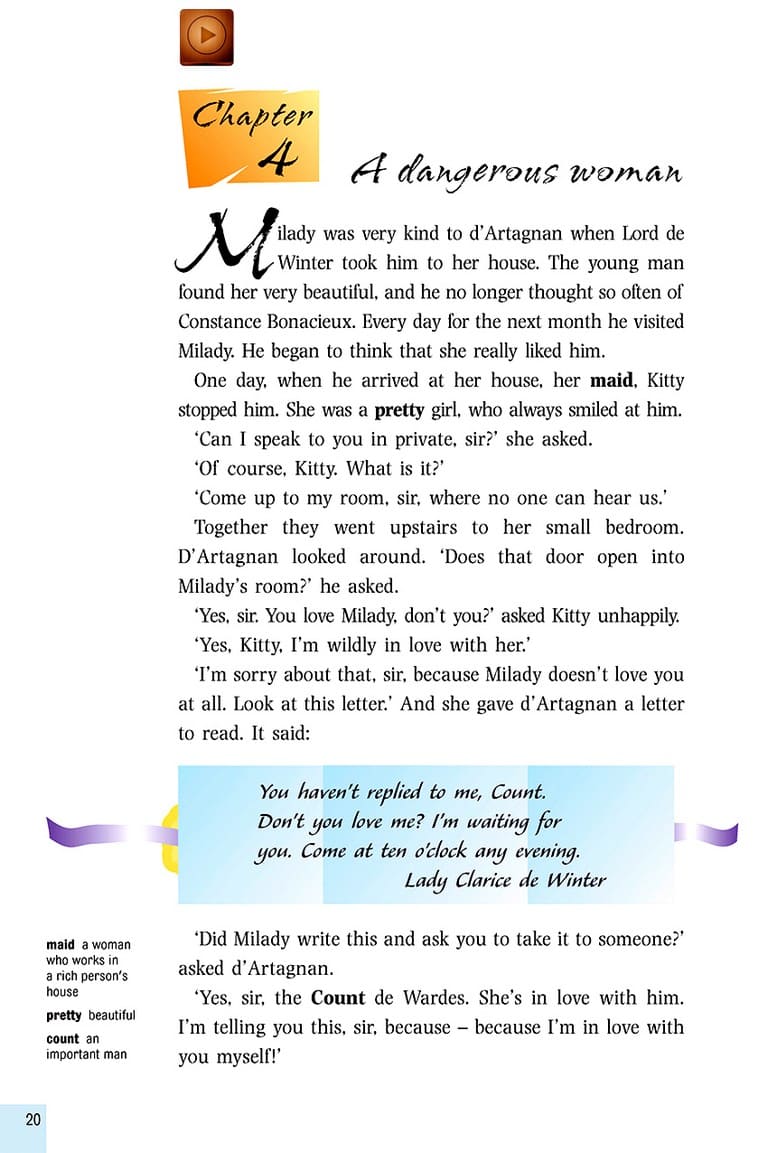 Chapter
4
A dangerous woman
Milady was very kind to d’Artagnan when Lord de
Winter took him to her house. The young man
found her very beautiful, and he no longer thought so often of
Constance Bonacieux. Every day for the next month he visited
Milady. He began to think that she really liked him.
One day, when he arrived at her house, her maid, Kitty
stopped him. She was a pretty girl, who always smiled at him.
‘Can I speak to you in private, sir?’ she asked.
‘Of course, Kitty. What is it?’
‘Come up to my room, sir, where no one can hear us.’
Together they went upstairs to her small bedroom.
D’Artagnan looked around. ‘Does that door open into
Milady’s room?’ he asked.
‘Yes, sir. You love Milady, don’t you?’ asked Kitty unhappily.
‘Yes, Kitty, I’m wildly in love with her.’
‘I’m sorry about that, sir, because Milady doesn’t love you
at all. Look at this letter.’ And she gave d’Artagnan a letter
to read. It said:
You haven’t replied to me, Count.
Don’t you love me? I’m waiting for
you. Come at ten o’clock any evening.
Lady Clarice de Winter
‘Did Milady write this and ask you to take it to someone?’
asked d’Artagnan.
‘Yes, sir, the Count de Wardes. She’s in love with him.
I’m telling you this, sir, because – because I’m in love with
you myself!’
maid a woman
who works in
a rich person’s
house
pretty beautiful
count an
important man
20